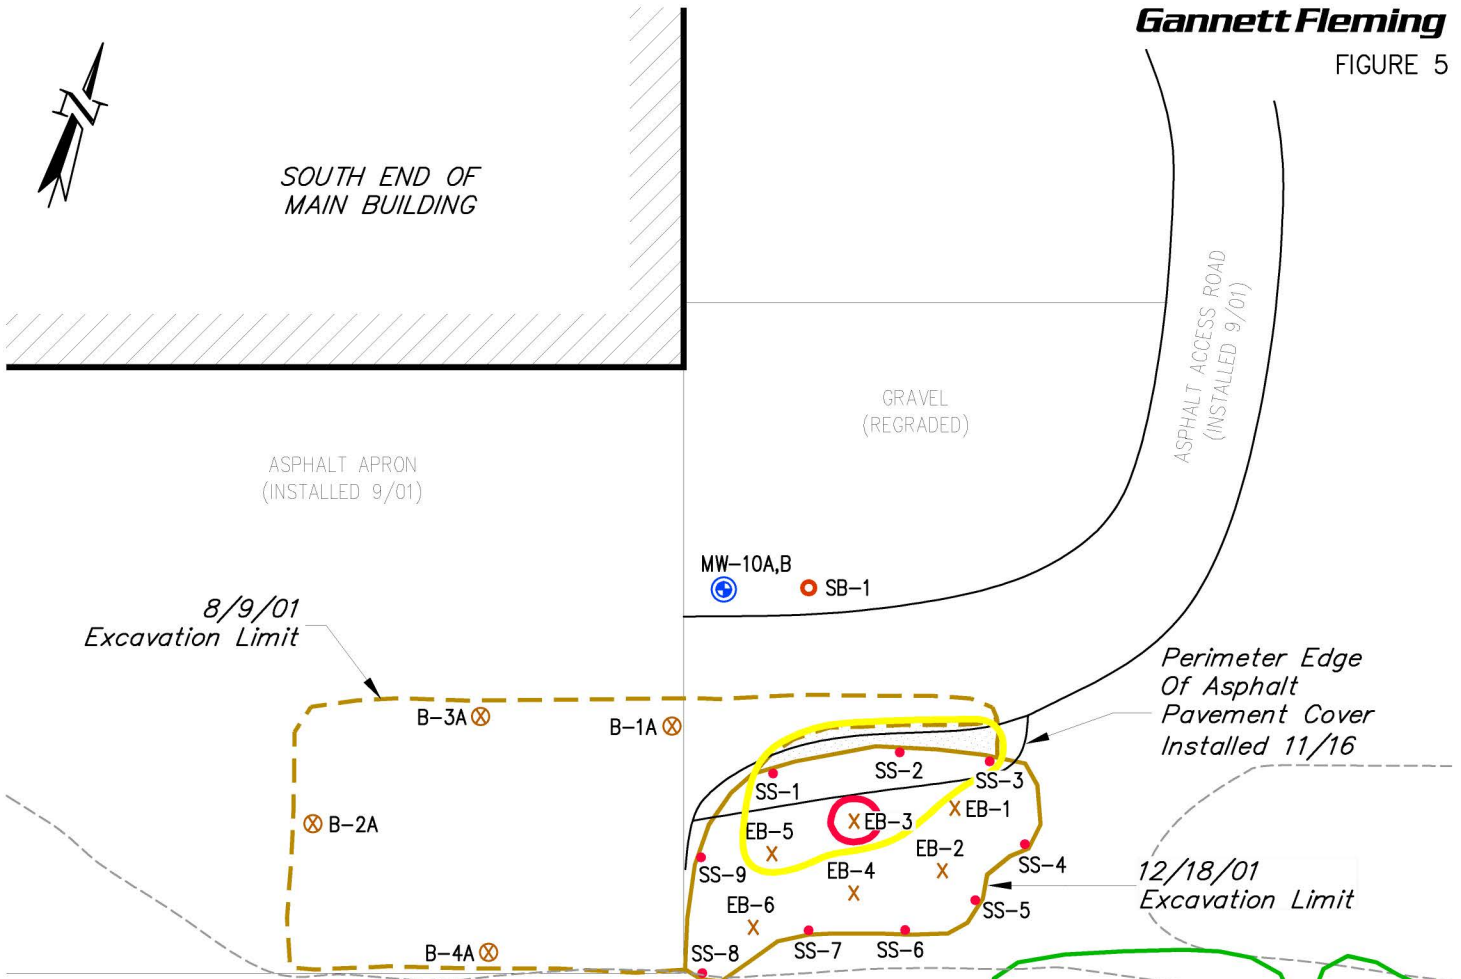 Gannett Fleming
FIGURE 5
N
SOUTH END OF
MAIN BUILDING
ASPHALT ACCESS ROAD
(INSTALLED 9/01)
GRAVEL
(REGRADED)
ASPHALT APRON
(INSTALLED 9/01)
MW-10A,B
SB-1
8/9/01
Excavation Limit
Perimeter Edge
Of Asphalt
Pavement Cover
Installed 11/16
B-3A
B-1A
SS-2
SS-3
SS-1
EB-1
B-2A
EB-3
EB-5
EB-2
SS-4
SS-9
EB-4
12/18/01
Excavation Limit
EB-6
SS-5
B-4A
SS-8
SS-7
SS-6